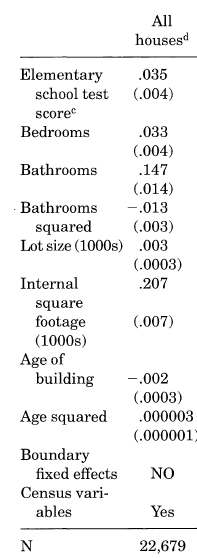 All
houses^d
Elementary .035
school test (.004)
score^c
Bedrooms .033
(.004)
Bathrooms .147
(.014)
Bathrooms −.013
squared (.003)
Lot size (1000s) .003
(.0003)
Internal .207
square
footage (.007)
(1000s)
Age of
building −.002
(.0003)
Age squared .000003
(.000001)
Boundary
fixed effects NO
Census vari-
ables Yes
N 22,679